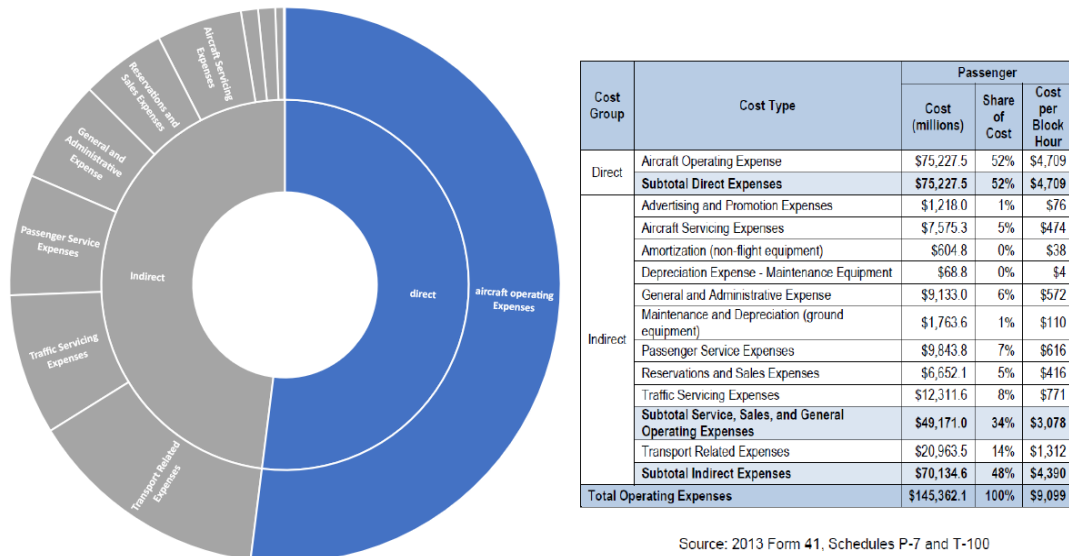 Aircraft Servicing
Expenses
Reservations and
Sales Expenses
General and
Administrative
Expense
Passenger Service
Expenses
Traffic Servicing
Expenses
Transport Related
Expenses
Indirect
direct
aircraft operating
Expenses
Cost
Group
Cost Type
Passenger
Cost
(millions)
Share
of
Cost
Cost
per
Block
Hour
Direct
Aircraft Operating Expense $75,227.5 52% $4,709
Subtotal Direct Expenses $75,227.5 52% $4,709
Indirect
Advertising and Promotion Expenses $1,218.0 1% $76
Aircraft Servicing Expenses $7,575.3 5% $474
Amortization (non-flight equipment) $604.8 0% $38
Depreciation Expense - Maintenance Equipment $68.8 0% $4
General and Administrative Expense $9,133.0 6% $572
Maintenance and Depreciation (ground
equipment) $1,763.6 1% $110
Passenger Service Expenses $9,843.8 7% $616
Reservations and Sales Expenses $6,652.1 5% $416
Traffic Servicing Expenses $12,311.6 8% $771
Subtotal Service, Sales, and General
Operating Expenses $49,171.0 34% $3,078
Transport Related Expenses $20,963.5 14% $1,312
Subtotal Indirect Expenses $70,134.6 48% $4,390
Total Operating Expenses $145,362.1 100% $9,099
Source: 2013 Form 41, Schedules P-7 and T-100